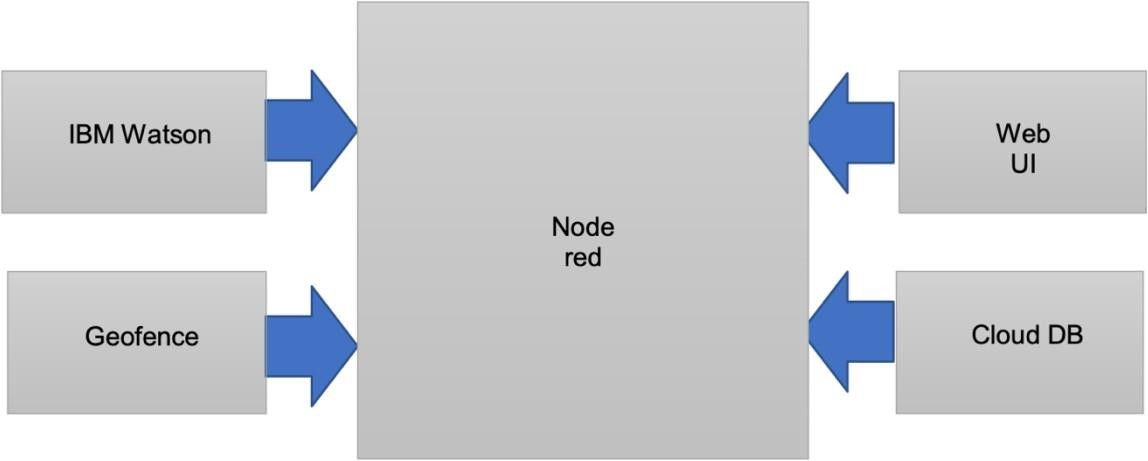 IBM Watson
Geofence
Node
red
Web
UI
Cloud DB